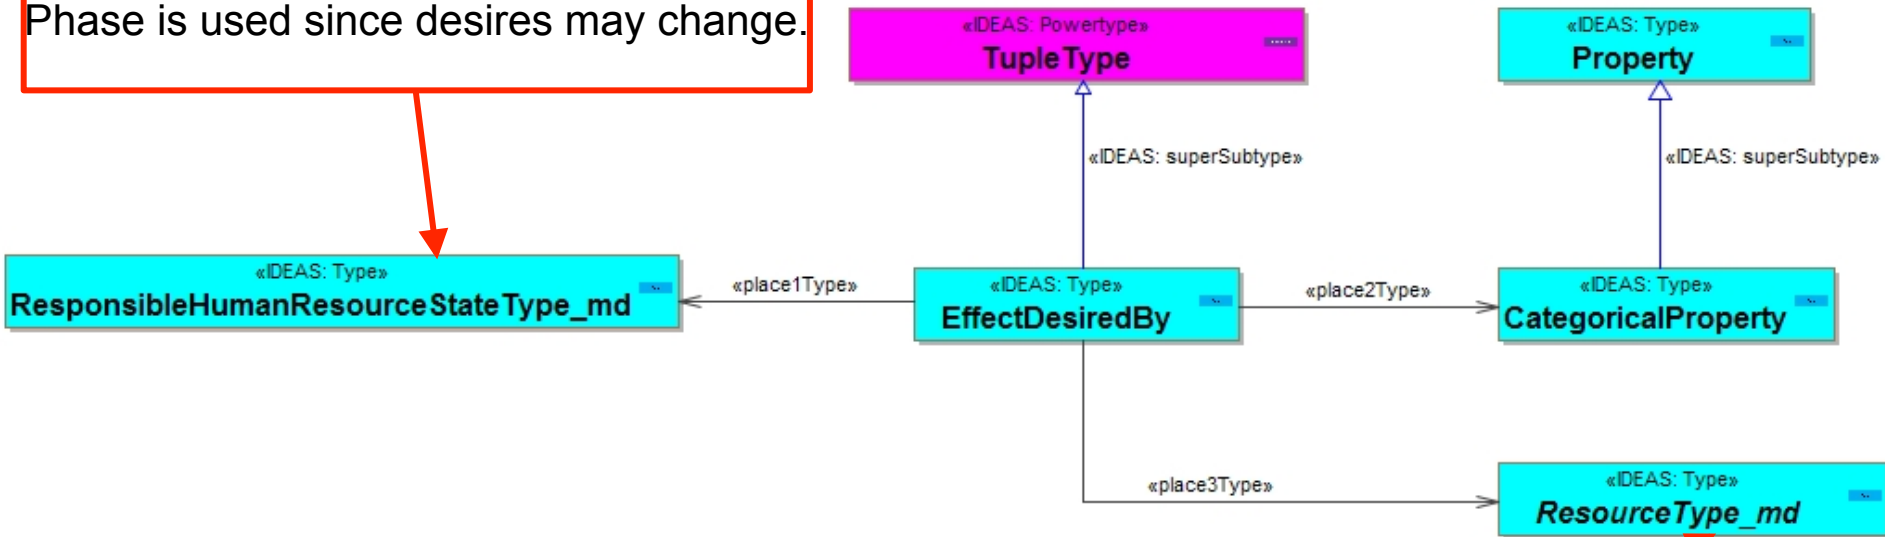 Phase is used since desires may change.
«IDEAS: Powertype»
TupleType
«IDEAS: Type»
Property
«IDEAS: superSubtype»
«IDEAS: superSubtype»
«IDEAS: Type»
ResponsibleHumanResourceStateType_md
«place1Type»
«IDEAS: Type»
EffectDesiredBy
«place2Type»
«IDEAS: Type»
CategoricalProperty
«place3Type»
«IDEAS: Type»
ResourceType_md